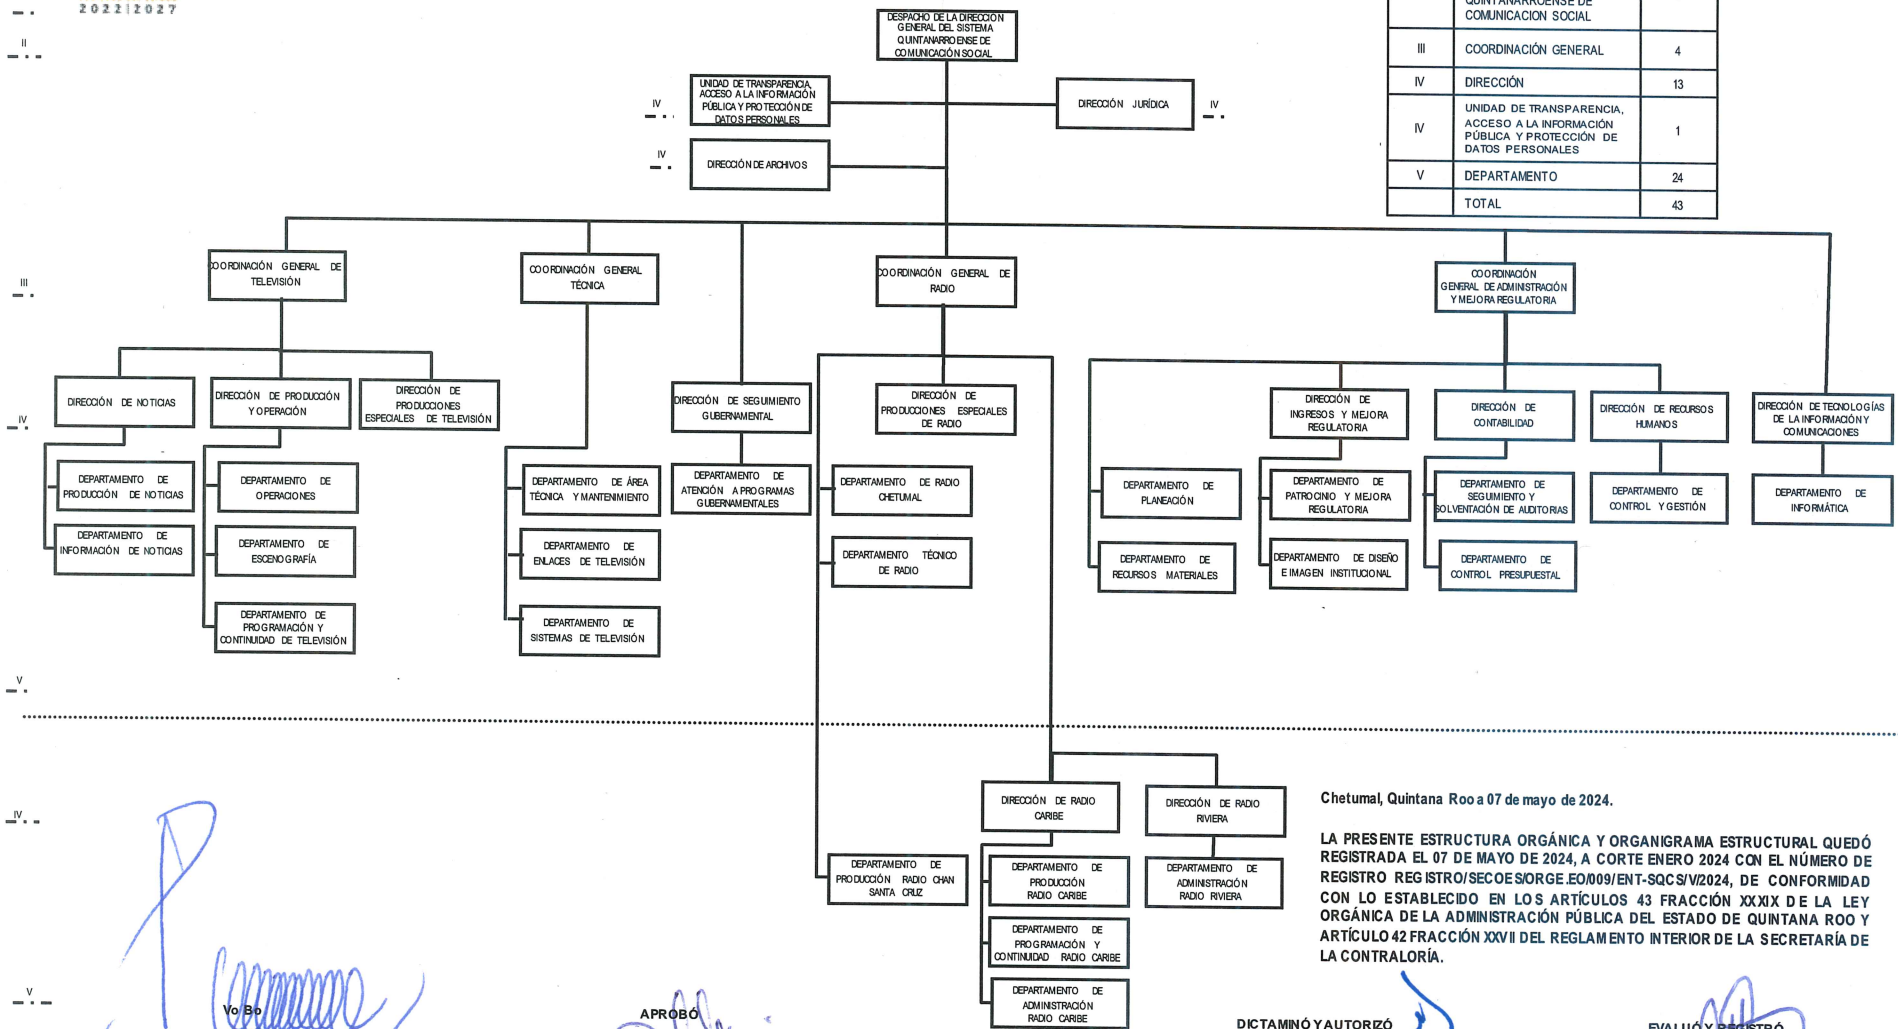 2022|2027
II
DESPACHO DE LA DIRECCIÓN
GENERAL DEL SISTEMA
QUINTANARROENSE DE
COMUNICACIÓN SOCIAL
QUINTANARROENSE DE
COMUNICACION SOCIAL
III COORDINACIÓN GENERAL 4
IV DIRECCIÓN 13
IV UNIDAD DE TRANSPARENCIA,
ACCESO A LA INFORMACIÓN
PÚBLICA Y PROTECCIÓN DE
DATOS PERSONALES
1
V DEPARTAMENTO 24
TOTAL 43
IV
UNIDAD DE TRANSPARENCIA,
ACCESO A LA INFORMACIÓN
PÚBLICA Y PROTECCIÓN DE
DATOS PERSONALES
DIRECCIÓN JURÍDICA
IV
IV
DIRECCIÓN DE ARCHIVOS
III
COORDINACIÓN GENERAL DE
TELEVISIÓN
COORDINACIÓN GENERAL
TÉCNICA
COORDINACIÓN GENERAL DE
RADIO
COORDINACIÓN
GENERAL DE ADMINISTRACIÓN
Y MEJORA REGULATORIA
IV
DIRECCIÓN DE NOTICIAS
DIRECCIÓN DE PRODUCCIÓN
Y OPERACIÓN
DIRECCIÓN DE
PRODUCCIONES
ESPECIALES DE TELEVISIÓN
DIRECCIÓN DE SEGUIMIENTO
GUBERNAMENTAL
DIRECCIÓN DE
PRODUCCIONES ESPECIALES
DE RADIO
DIRECCIÓN DE
INGRESOS Y MEJORA
REGULATORIA
DIRECCIÓN DE
CONTABILIDAD
DIRECCIÓN DE RECURSOS
HUMANOS
DIRECCIÓN DE TECNOLOGÍAS
DE LA INFORMACIÓN Y
COMUNICACIONES
DEPARTAMENTO DE
PRODUCCIÓN DE NOTICIAS
DEPARTAMENTO DE
OPERACIONES
DEPARTAMENTO DE ÁREA
TÉCNICA Y MANTENIMIENTO
DEPARTAMENTO DE
ATENCIÓN A PROGRAMAS
GUBERNAMENTALES
DEPARTAMENTO DE RADIO
CHETUMAL
DEPARTAMENTO DE
PLANEACIÓN
DEPARTAMENTO DE
PATROCINIO Y MEJORA
REGULATORIA
DEPARTAMENTO DE
SEGUIMIENTO Y
SOLVENTACIÓN DE AUDITORIAS
DEPARTAMENTO DE
CONTROL Y GESTIÓN
DEPARTAMENTO DE
INFORMÁTICA
DEPARTAMENTO DE
INFORMACIÓN DE NOTICIAS
DEPARTAMENTO DE
ESCENOGRAFÍA
DEPARTAMENTO DE
ENLACES DE TELEVISIÓN
DEPARTAMENTO TÉCNICO
DE RADIO
DEPARTAMENTO DE
RECURSOS MATERIALES
DEPARTAMENTO DE DISEÑO
E IMAGEN INSTITUCIONAL
DEPARTAMENTO DE
CONTROL PRESUPUESTAL
DEPARTAMENTO DE
PROGRAMACIÓN Y
CONTINUIDAD DE TELEVISIÓN
DEPARTAMENTO DE
SISTEMAS DE TELEVISIÓN
V
IV
DIRECCIÓN DE RADIO
CARIBE
DIRECCIÓN DE RADIO
RIVIERA
DEPARTAMENTO DE
PRODUCCIÓN RADIO CHAN
SANTA CRUZ
DEPARTAMENTO DE
PRODUCCIÓN
RADIO CARIBE
DEPARTAMENTO DE
ADMINISTRACIÓN
RADIO RIVIERA
DEPARTAMENTO DE
PROGRAMACIÓN Y
CONTINUIDAD RADIO CARIBE
DEPARTAMENTO DE
ADMINISTRACIÓN
RADIO CARIBE
V
Chetumal, Quintana Roo a 07 de mayo de 2024.
LA PRESENTE ESTRUCTURA ORGÁNICA Y ORGANIGRAMA ESTRUCTURAL QUEDÓ
REGISTRADA EL 07 DE MAYO DE 2024, A CORTE ENERO 2024 CON EL NÚMERO DE
REGISTRO REGISTRO/SECOES/ORGE.EO/009/ENT-SQCS/V/2024, DE CONFORMIDAD
CON LO ESTABLECIDO EN LOS ARTÍCULOS 43 FRACCIÓN XXXIX DE LA LEY
ORGÁNICA DE LA ADMINISTRACIÓN PÚBLICA DEL ESTADO DE QUINTANA ROO Y
ARTÍCULO 42 FRACCIÓN XXVII DEL REGLAMENTO INTERIOR DE LA SECRETARÍA DE
LA CONTRALORÍA.
Vo Bo
APROBÓ
DICTAMINÓ Y AUTORIZÓ
EVALUÓ Y REGISTRÓ